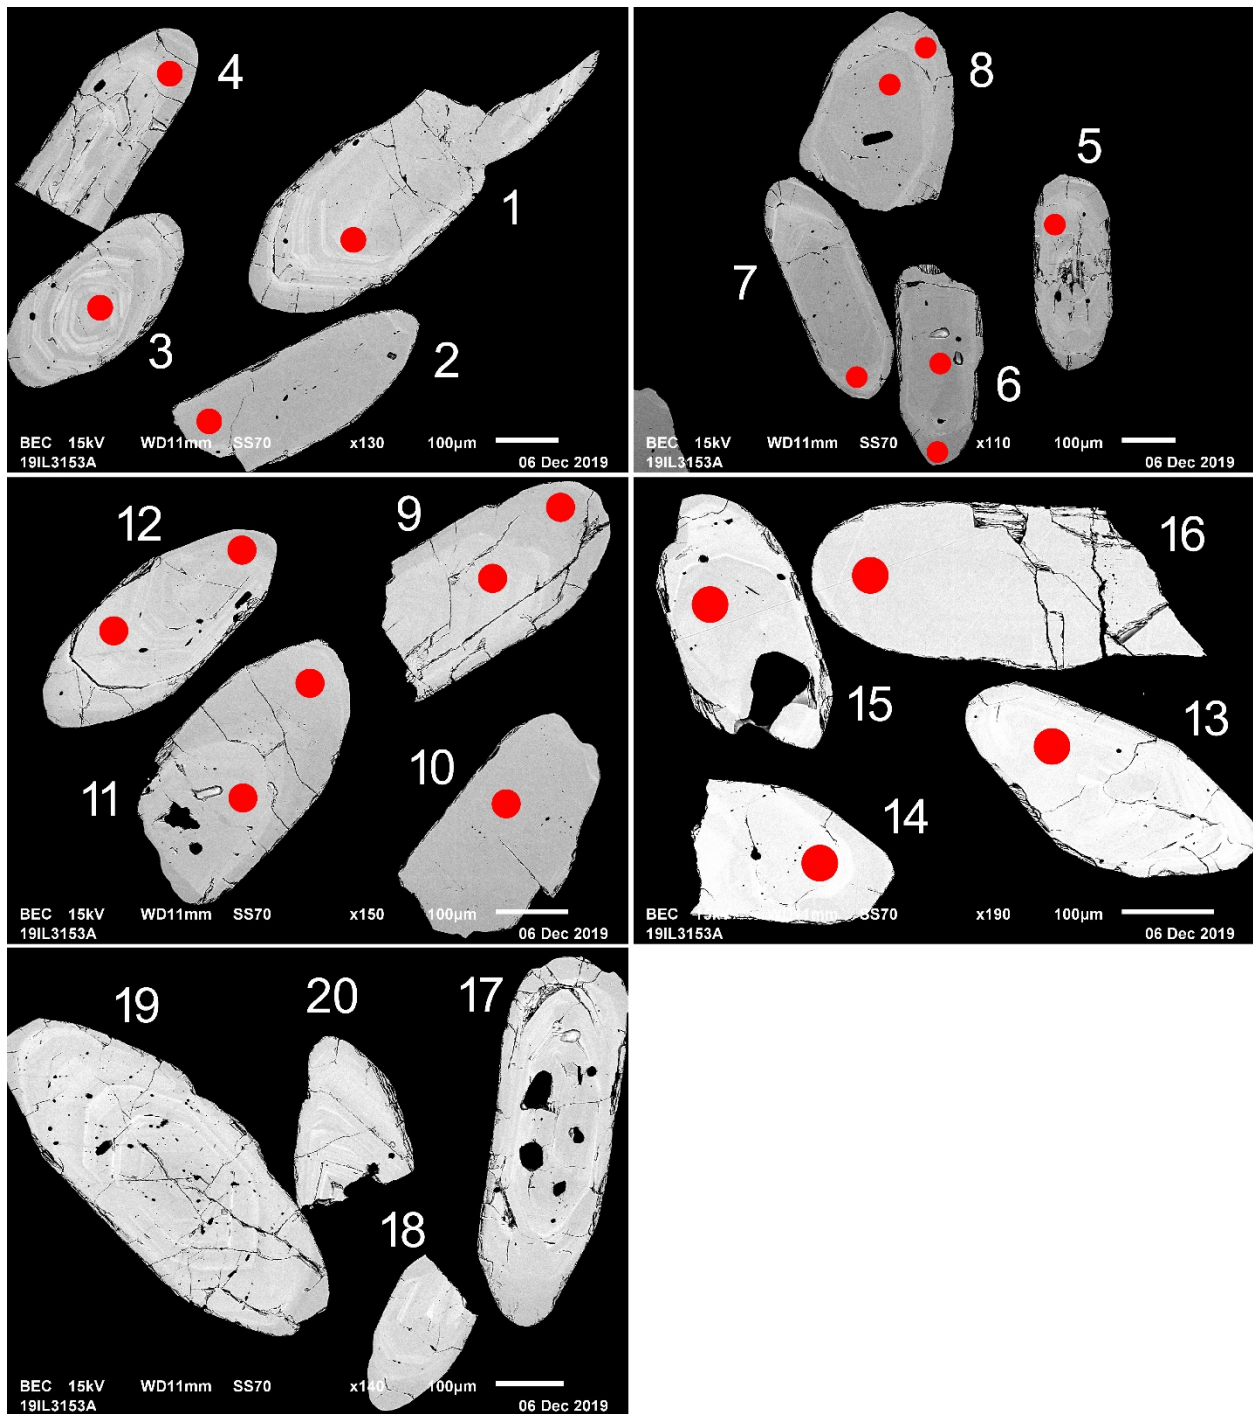 4
1
3
2
BEC 15kV WD11mm SS70 x130 100µm
19IL3153A 06 Dec 2019
8
5
7
6
BEC 15kV WD11mm SS70 x110 100µm
19IL3153A 06 Dec 2019
12
9
11
10
BEC 15kV WD11mm SS70 x150 100µm
19IL3153A 06 Dec 2019
16
15
13
14
BEC 15kV WD11mm SS70 x190 100µm
19IL3153A 06 Dec 2019
19
20
17
18
BEC 15kV WD11mm SS70 x140 100µm
19IL3153A 06 Dec 2019